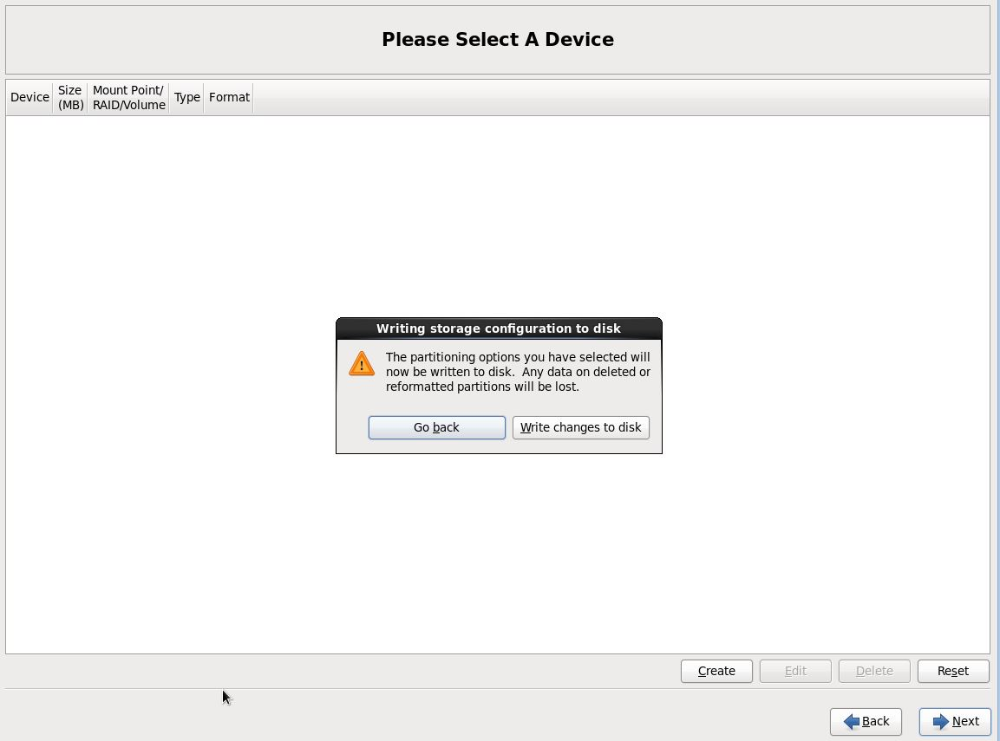 Please Select A Device
Device
Size
(MB)
Mount Point/
RAID/Volume
Type
Format
Writing storage configuration to disk
The partitioning options you have selected will
now be written to disk.  Any data on deleted or
reformatted partitions will be lost.
Go back
Write changes to disk
Create
Edit
Delete
Reset
Back
Next